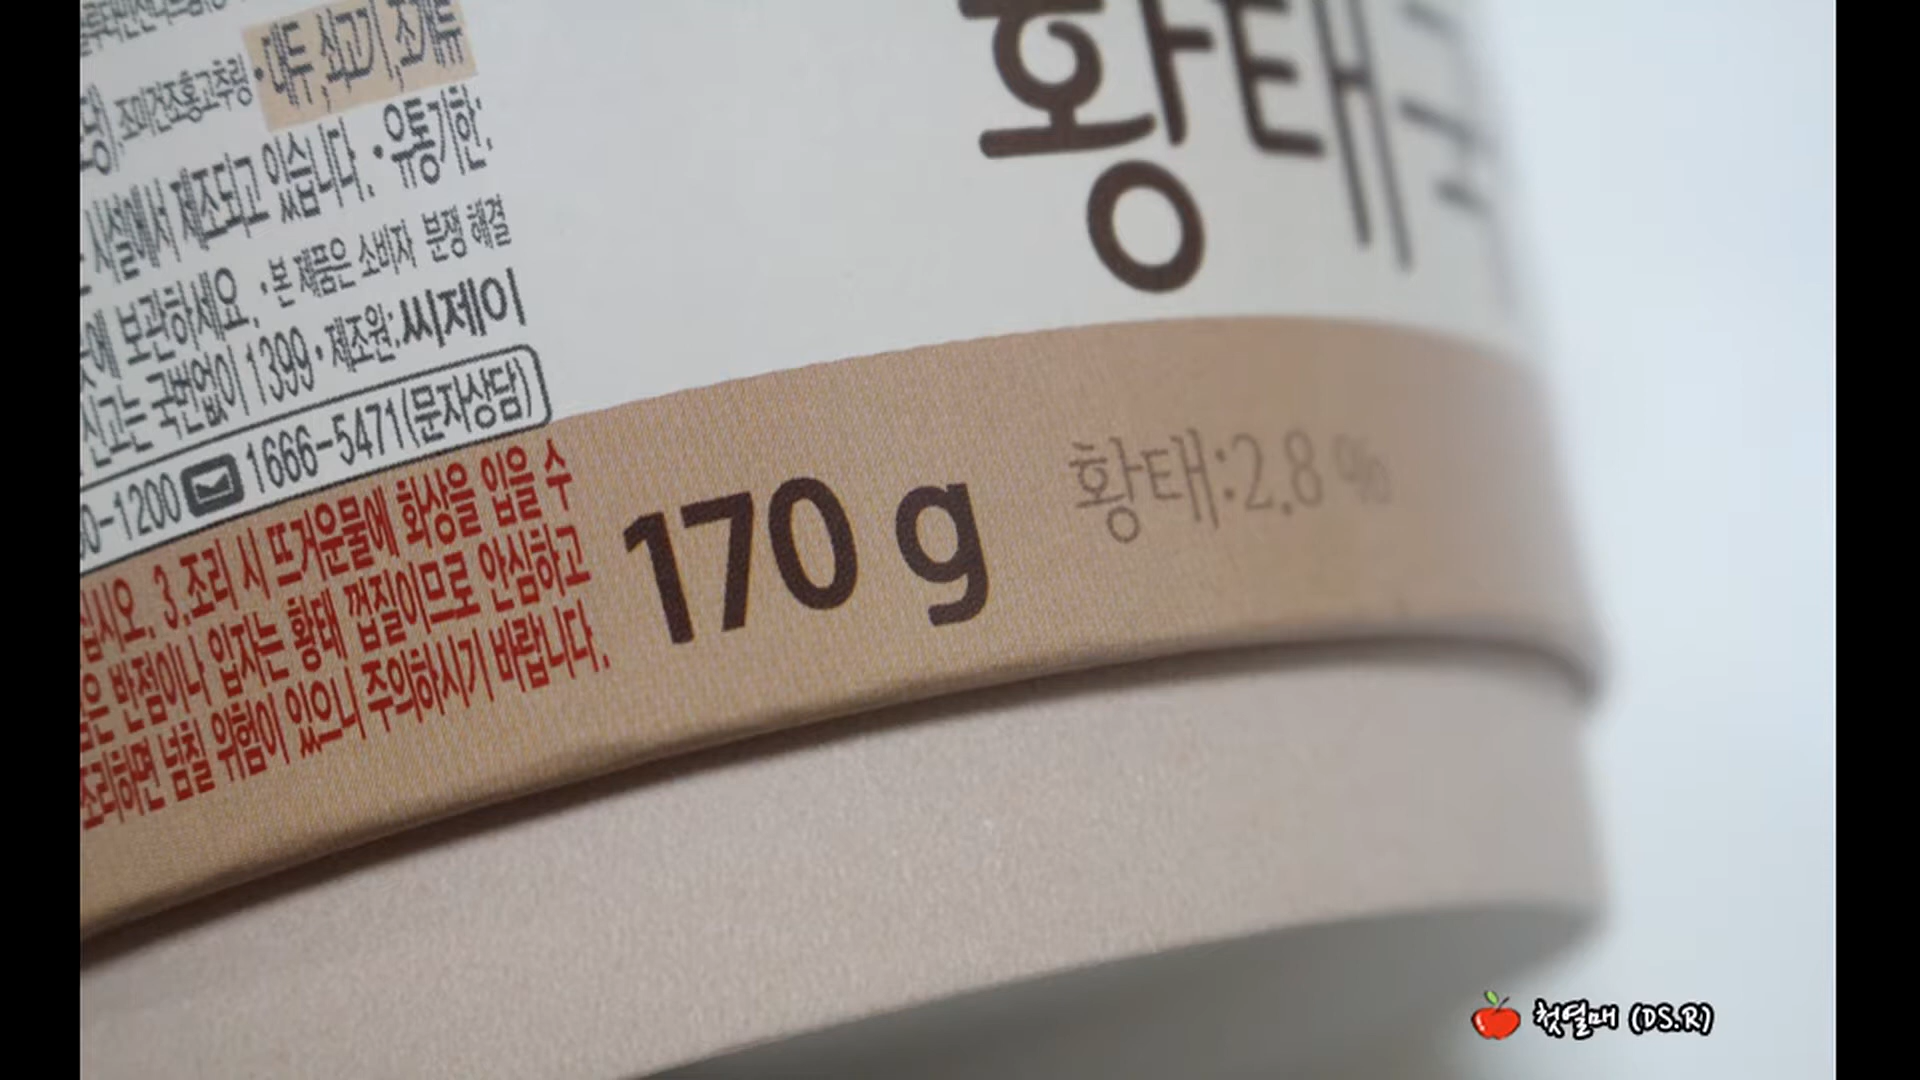 대두,쇠고기,조개류
조미건조홍고추랑
시설에서 제조되고 있습니다. •유통기한:
보관하세요. •본 제품은 소비자 분쟁 해결
신고는 국번없이 1399•제조원:씨제이
0-1200 1666-5471(문자상담)
십시오. 3.조리 시 뜨거운물에 화상을 입을 수
은 반점이나 입자는 황태 껍질이므로 안심하고
조리하면 넘칠 위험이 있으니 주의하시기 바랍니다.
황태국
170 g
황태:2.8 %
첫열매 (DS.R)